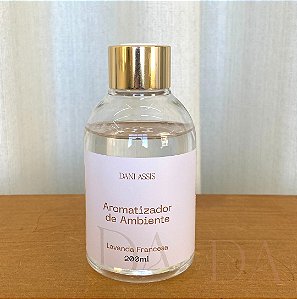 DANI ASSIS
Aromatizador
de Ambiente
Lavanda Francesa
200ml